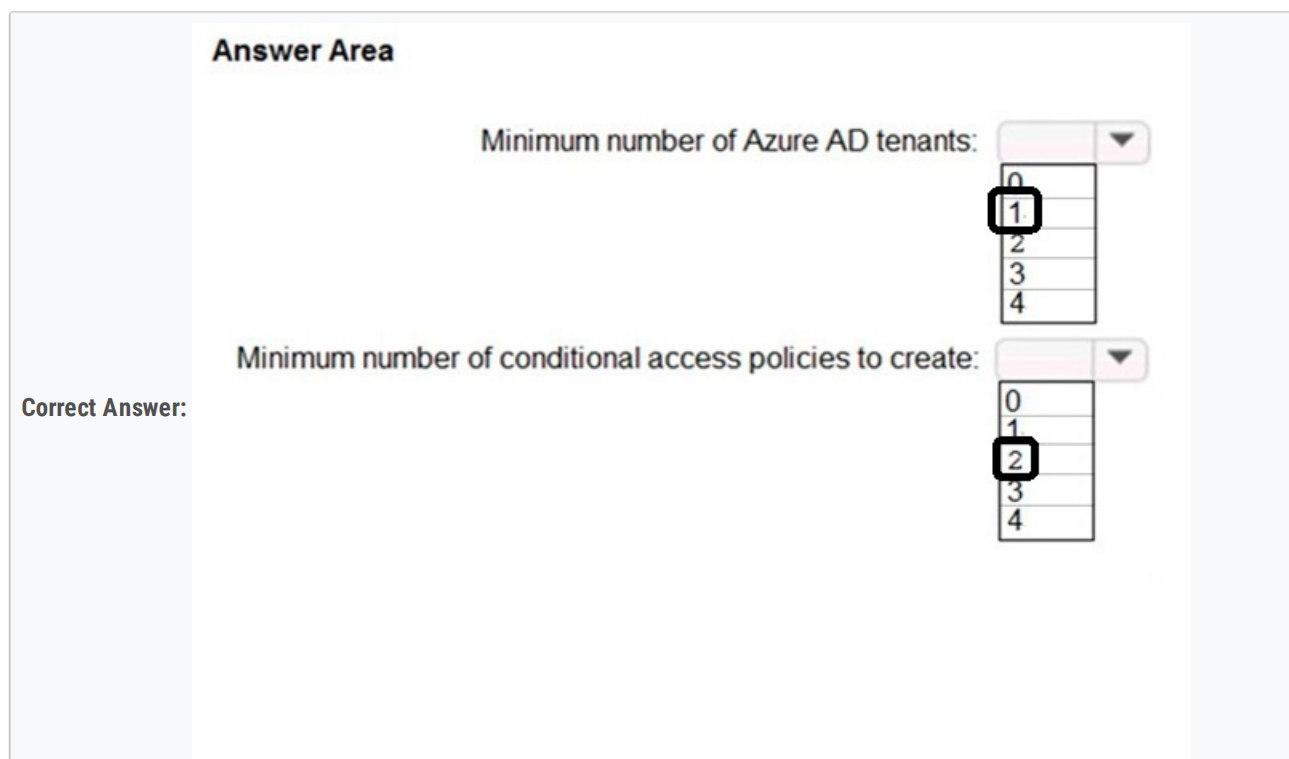 Answer Area
Minimum number of Azure AD tenants:
0
1
2
3
4
Minimum number of conditional access policies to create:
0
1
2
3
4
Correct Answer: